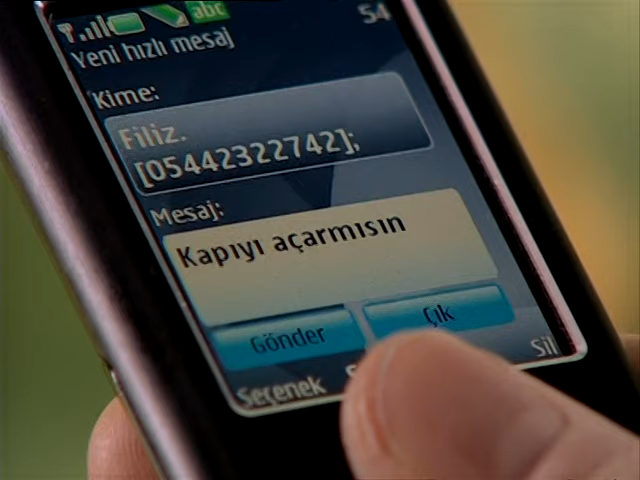 abc
54
Yeni hızlı mesaj
Kime:
Filiz.
[05442322742];
Mesaj:
Kapıyı açarmısın
Gönder
Çık
Seçenek
Sil